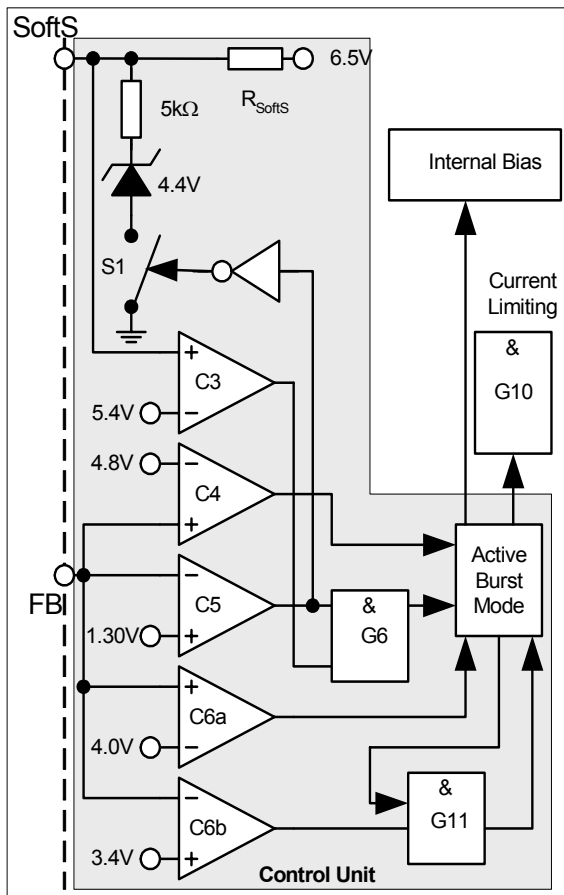 SoftS
6.5V
5kΩ
R_SoftS
4.4V
Internal Bias
S1
Current
Limiting
&
G10
+
C3
5.4V
−
4.8V
−
C4
+
FB
−
C5
1.30V
+
&
G6
Active
Burst
Mode
+
C6a
4.0V
−
−
C6b
3.4V
+
&
G11
Control Unit